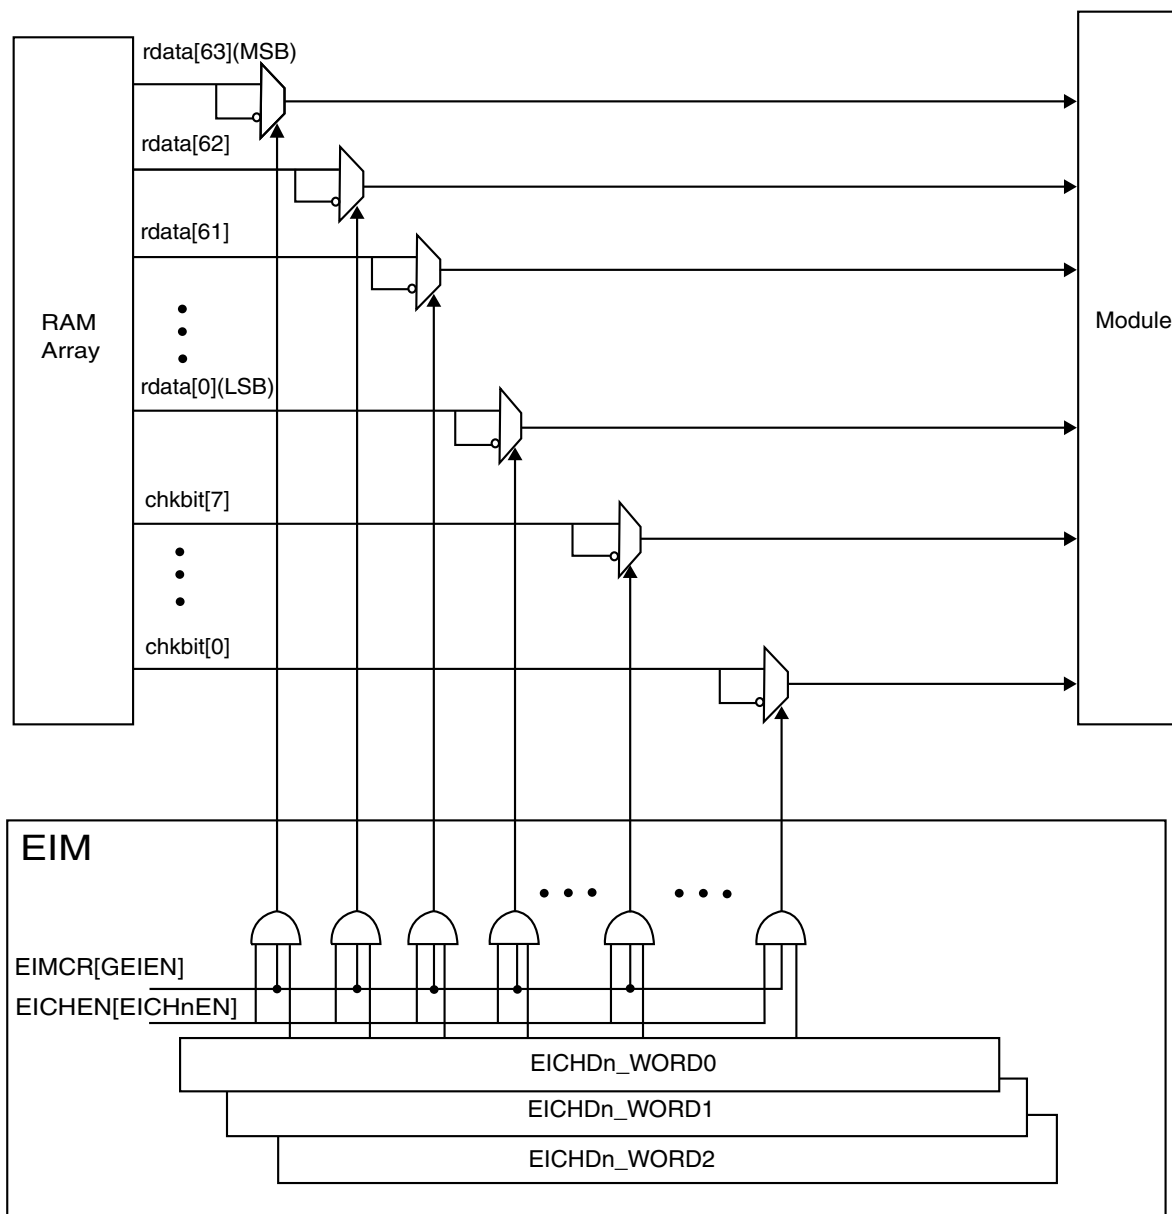 rdata[63](MSB)
rdata[62]
rdata[61]
RAM
Array
Module
rdata[0](LSB)
chkbit[7]
chkbit[0]
EIM
EIMCR[GEIEN]
EICHEN[EICHnEN]
EICHDn_WORD0
EICHDn_WORD1
EICHDn_WORD2